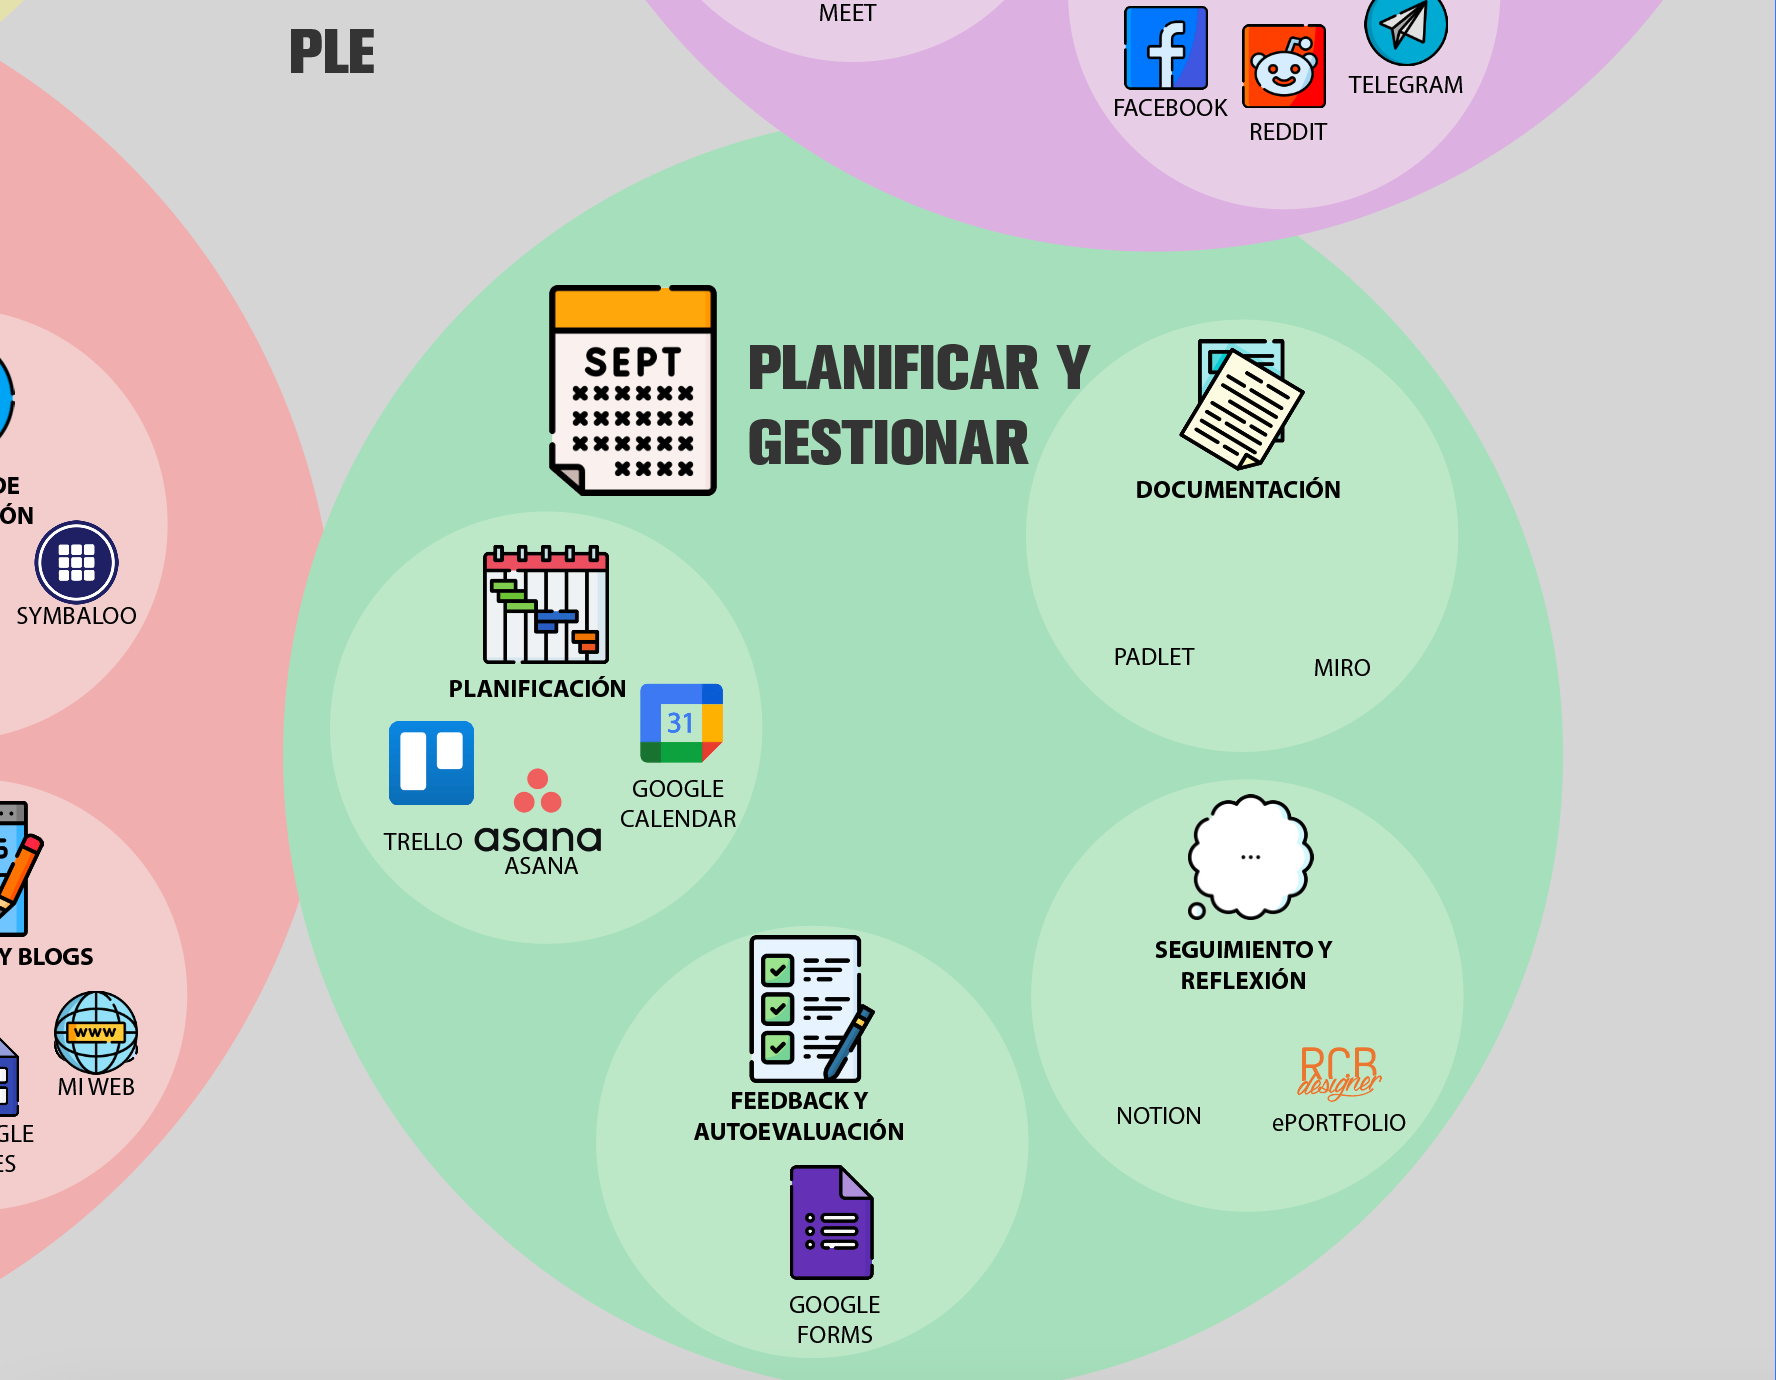 MEET
PLE
FACEBOOK
REDDIT
TELEGRAM
SEPT
PLANIFICAR Y
GESTIONAR
DOCUMENTACIÓN
PADLET
MIRO
DE
ÓN
SYMBALOO
PLANIFICACIÓN
31
TRELLO
asana
ASANA
GOOGLE
CALENDAR
Y BLOGS
www
MI WEB
GLE
ES
SEGUIMIENTO Y
REFLEXIÓN
...
NOTION
RCB
designer
ePORTFOLIO
FEEDBACK Y
AUTOEVALUACIÓN
GOOGLE
FORMS